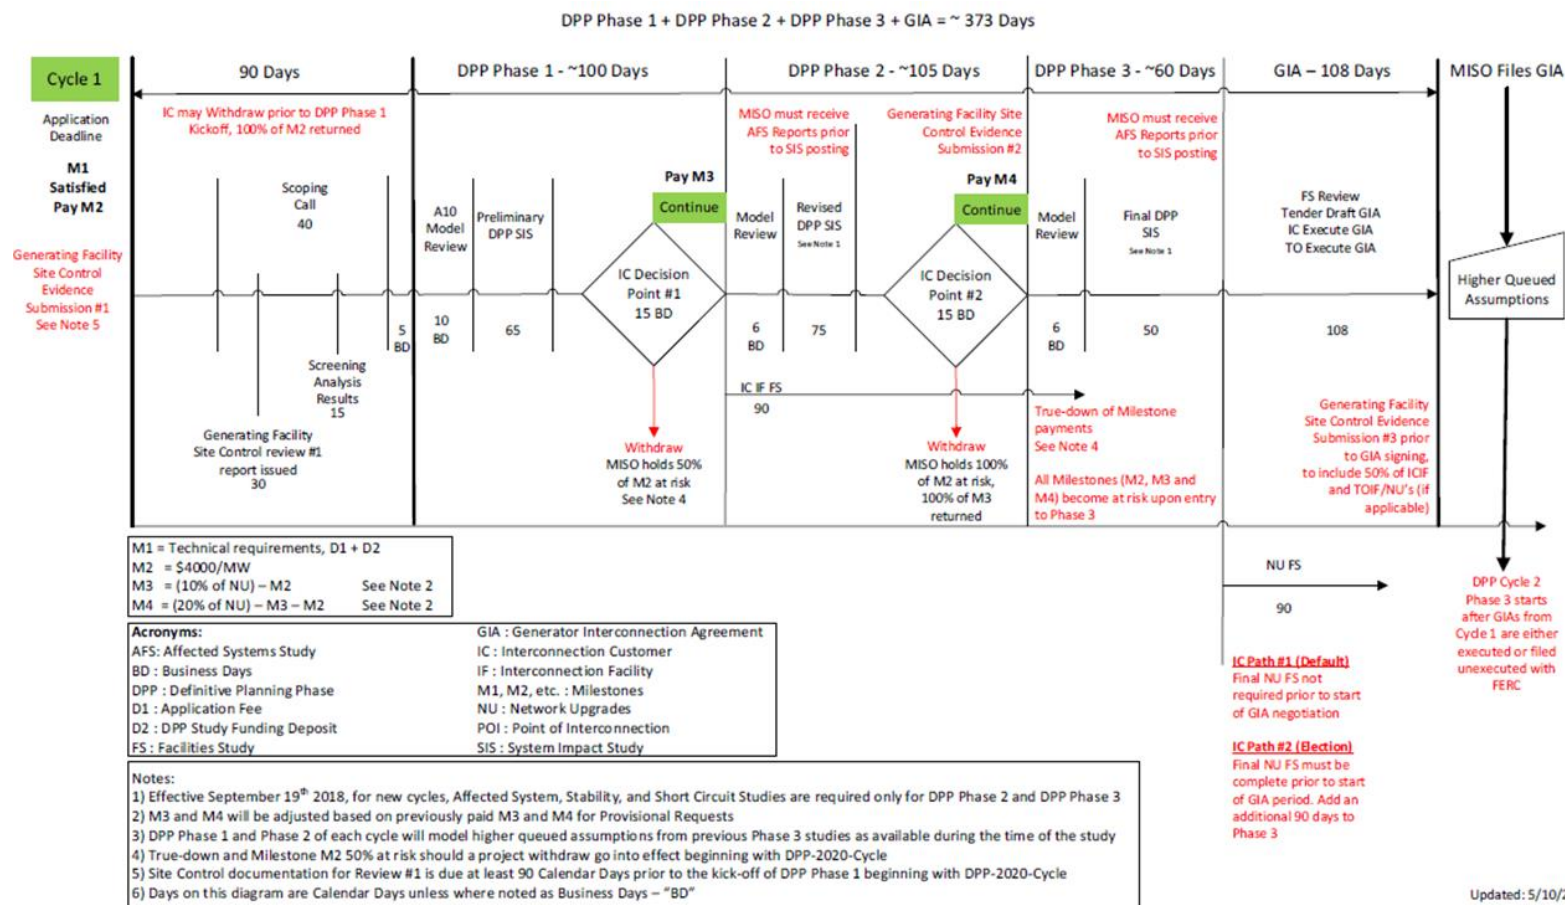 DPP Phase 1 + DPP Phase 2 + DPP Phase 3 + GIA = ~ 373 Days
Cycle 1
90 Days
DPP Phase 1 - ~100 Days
DPP Phase 2 - ~105 Days
DPP Phase 3 - ~60 Days
GIA – 108 Days
MISO Files GIA
Application
Deadline
M1
Satisfied
Pay M2
Generating Facility
Site Control
Evidence
Submission #1
See Note 5
IC may Withdraw prior to DPP Phase 1
Kickoff, 100% of M2 returned
Scoping
Call
40
Generating Facility
Site Control review #1
report issued
30
Screening
Analysis
Results
15
5
BD
A10
Model
Review
10
BD
Preliminary
DPP SIS
65
Pay M3
Continue
IC Decision
Point #1
15 BD
Withdraw
MISO holds 50%
of M2 at risk
See Note 4
MISO must receive
AFS Reports prior
to SIS posting
Model
Review
6
BD
Revised
DPP SIS
See Note 1
75
IC IF FS
90
Generating Facility Site
Control Evidence
Submission #2
Pay M4
Continue
IC Decision
Point #2
15 BD
Withdraw
MISO holds 100%
of M2 at risk,
100% of M3
returned
MISO must receive
AFS Reports prior
to SIS posting
Model
Review
6
BD
Final DPP
SIS
See Note 1
50
True-down of Milestone
payments
See Note 4
All Milestones (M2, M3 and
M4) become at risk upon entry
to Phase 3
FS Review
Tender Draft GIA
IC Execute GIA
TO Execute GIA
108
Generating Facility
Site Control Evidence
Submission #3 prior
to GIA signing,
to include 50% of ICIF
and TOIF/NU's (if
applicable)
Higher Queued
Assumptions
DPP Cycle 2
Phase 3 starts
after GIAs from
Cycle 1 are either
executed or filed
unexecuted with
FERC
NU FS
90
IC Path #1 (Default)
Final NU FS not
required prior to start
of GIA negotiation
IC Path #2 (Election)
Final NU FS must be
complete prior to start
of GIA period. Add an
additional 90 days to
Phase 3
M1 = Technical requirements, D1 + D2
M2 = $4000/MW
M3 = (10% of NU) – M2 See Note 2
M4 = (20% of NU) – M3 – M2 See Note 2
Acronyms:
AFS: Affected Systems Study
BD : Business Days
DPP : Definitive Planning Phase
D1 : Application Fee
D2 : DPP Study Funding Deposit
FS : Facilities Study
GIA : Generator Interconnection Agreement
IC : Interconnection Customer
IF : Interconnection Facility
M1, M2, etc. : Milestones
NU : Network Upgrades
POI : Point of Interconnection
SIS : System Impact Study
Notes:
1) Effective September 19th 2018, for new cycles, Affected System, Stability, and Short Circuit Studies are required only for DPP Phase 2 and DPP Phase 3
2) M3 and M4 will be adjusted based on previously paid M3 and M4 for Provisional Requests
3) DPP Phase 1 and Phase 2 of each cycle will model higher queued assumptions from previous Phase 3 studies as available during the time of the study
4) True-down and Milestone M2 50% at risk should a project withdraw go into effect beginning with DPP-2020-Cycle
5) Site Control documentation for Review #1 is due at least 90 Calendar Days prior to the kick-off of DPP Phase 1 beginning with DPP-2020-Cycle
6) Days on this diagram are Calendar Days unless where noted as Business Days – "BD"
Updated: 5/10/2